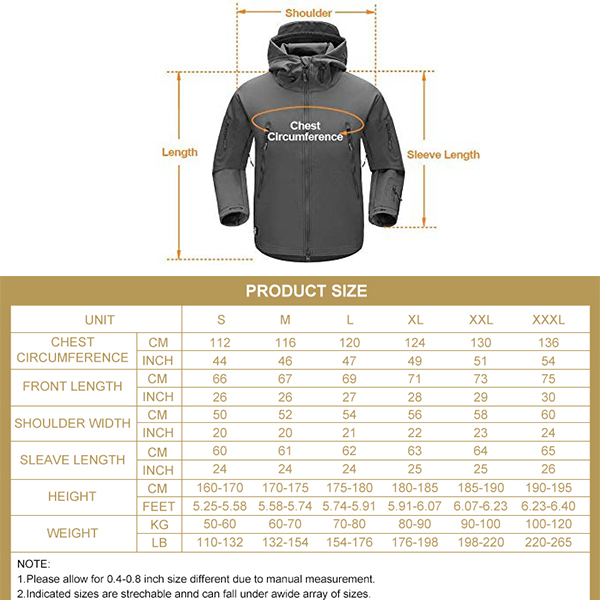 Shoulder
Chest
Circumference
Length
Sleeve Length
PRODUCT SIZE
UNIT S M L XL XXL XXXL
CHEST CIRCUMFERENCE CM 112 116 120 124 130 136
INCH 44 46 47 49 51 54
FRONT LENGTH CM 66 67 69 71 73 75
INCH 26 26 27 28 29 30
SHOULDER WIDTH CM 50 52 54 56 58 60
INCH 20 20 21 22 23 24
SLEAVE LENGTH CM 60 61 62 63 64 65
INCH 24 24 24 25 25 26
HEIGHT CM 160-170 170-175 175-180 180-185 185-190 190-195
FEET 5.25-5.58 5.58-5.74 5.74-5.91 5.91-6.07 6.07-6.23 6.23-6.40
WEIGHT KG 50-60 60-70 70-80 80-90 90-100 100-120
LB 110-132 132-154 154-176 176-198 198-220 220-265
NOTE:
1.Please allow for 0.4-0.8 inch size different due to manual measurement.
2.Indicated sizes are strechable annd can fall under awide array of sizes.